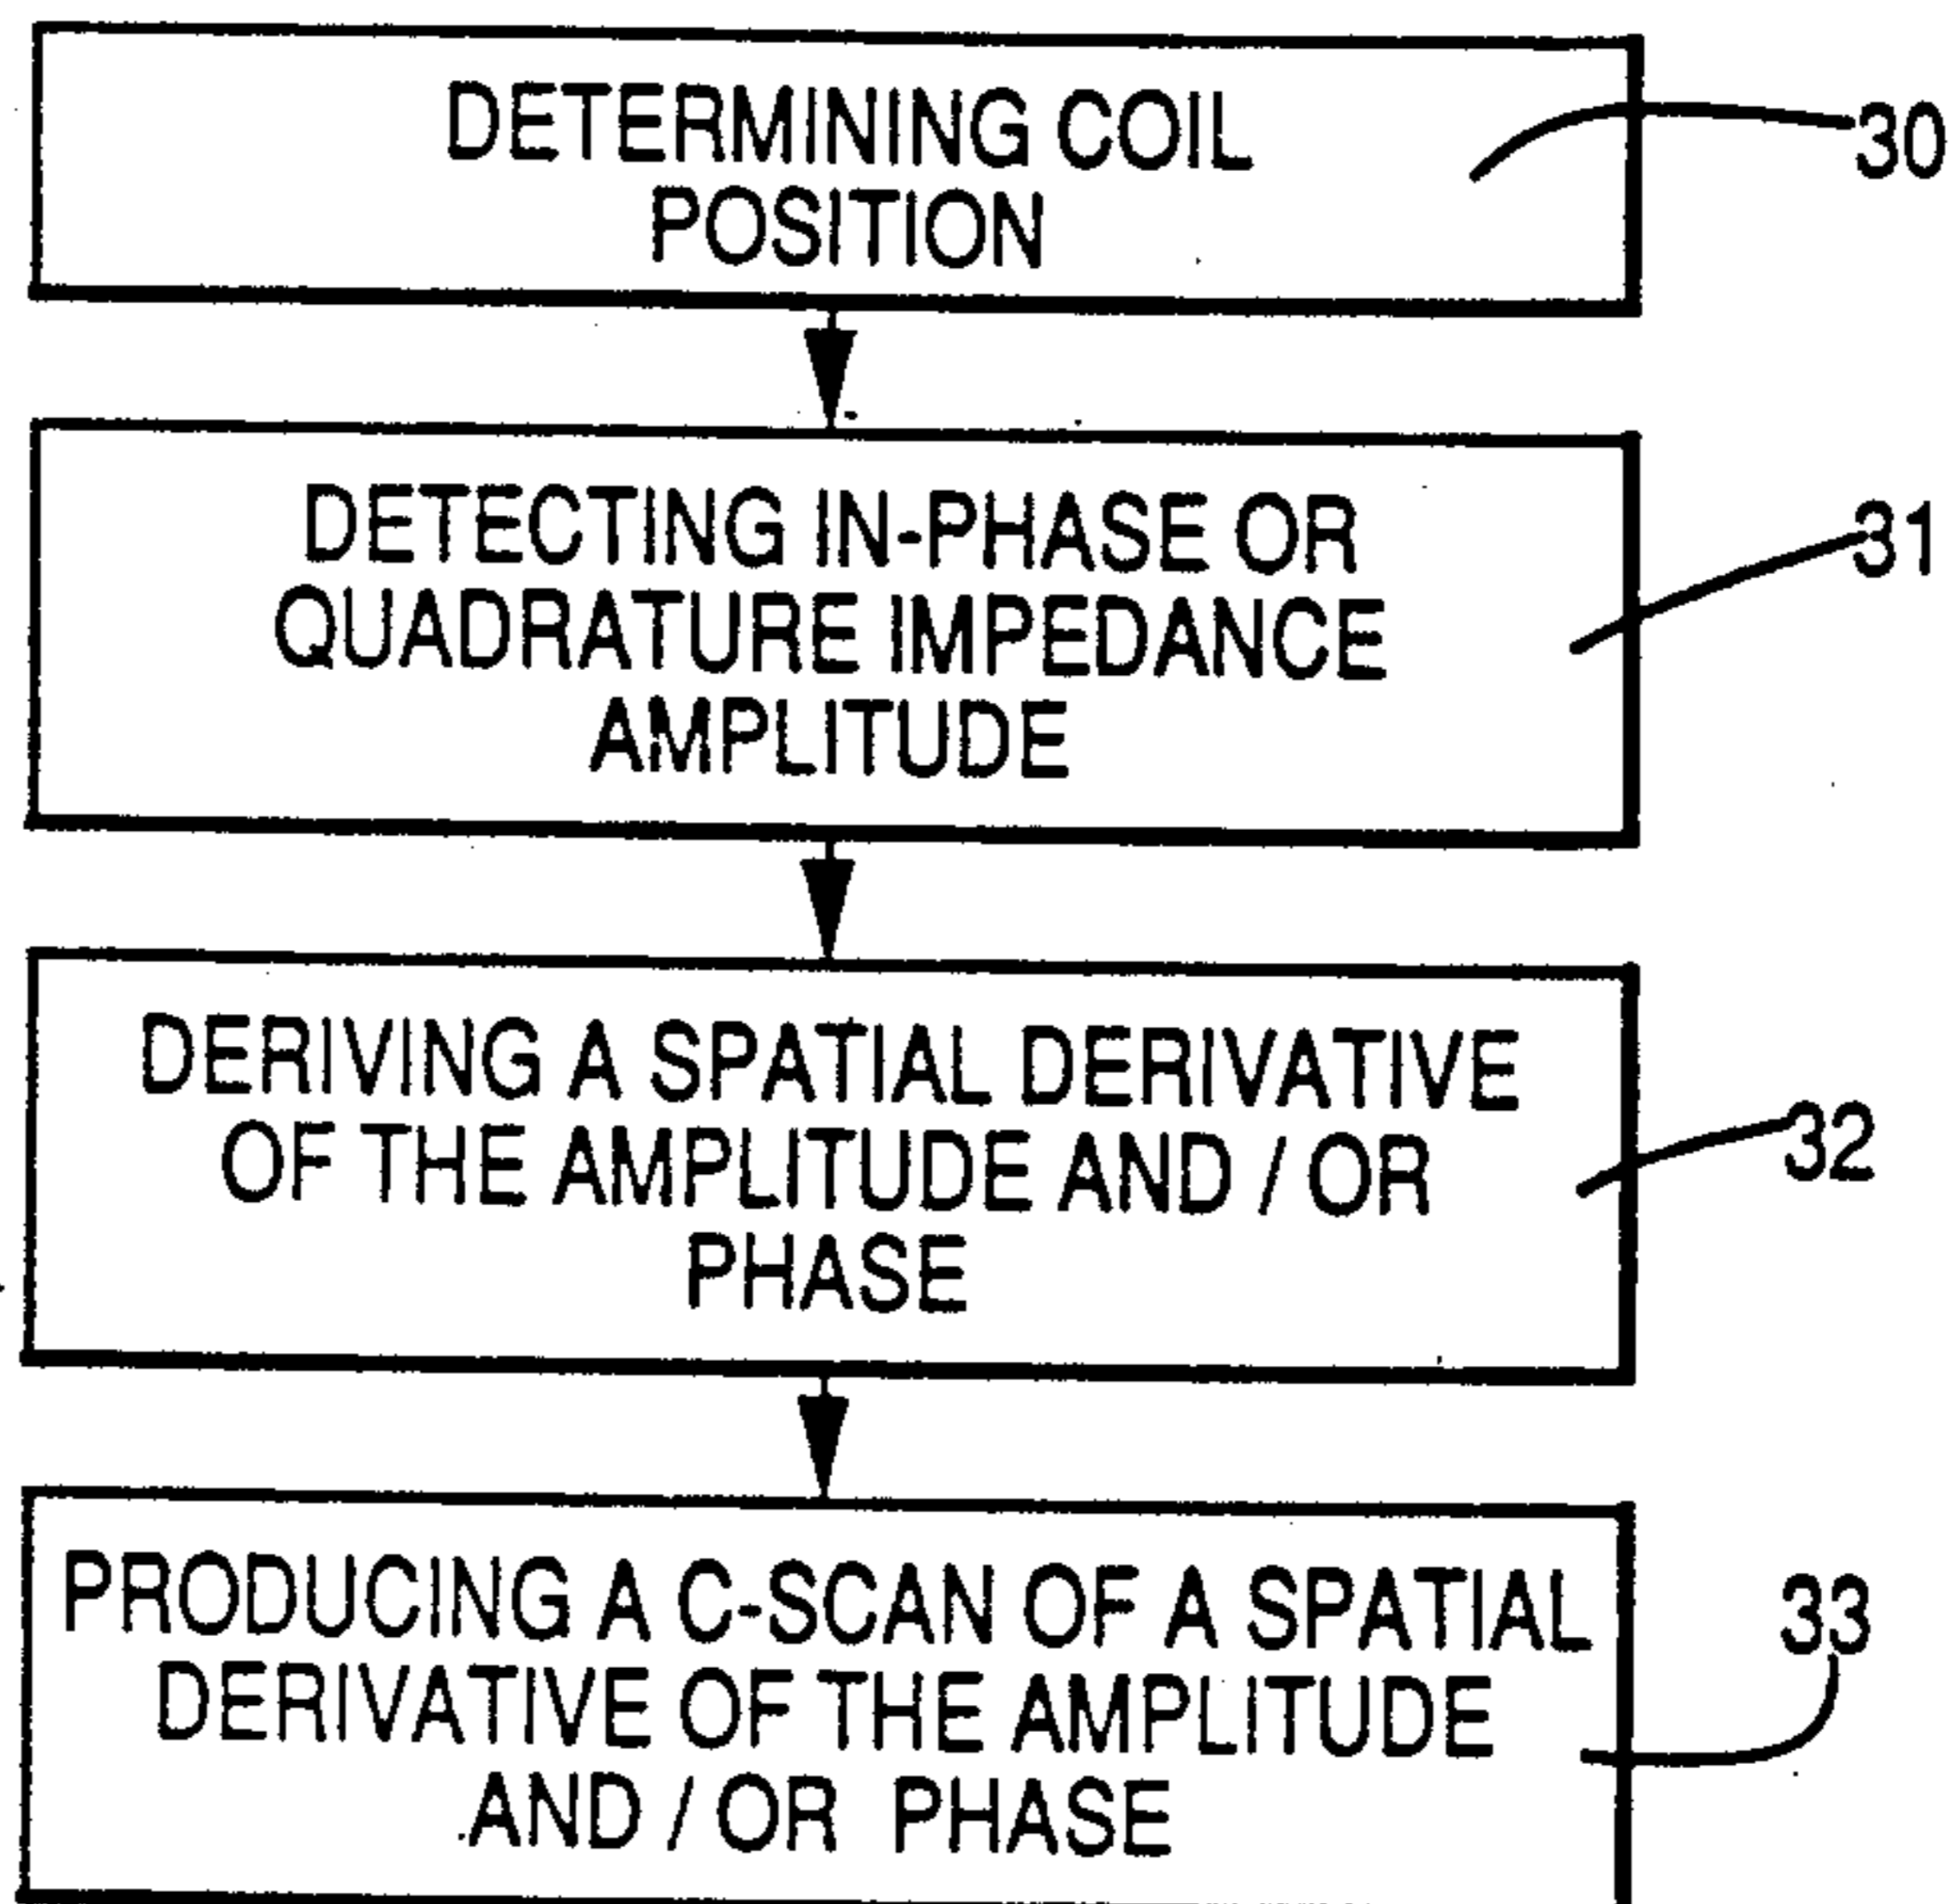 DETERMINING COIL
POSITION
30
DETECTING IN-PHASE OR
QUADRATURE IMPEDANCE
AMPLITUDE
31
DERIVING A SPATIAL DERIVATIVE
OF THE AMPLITUDE AND / OR
PHASE
32
PRODUCING A C-SCAN OF A SPATIAL
DERIVATIVE OF THE AMPLITUDE
AND / OR PHASE
33